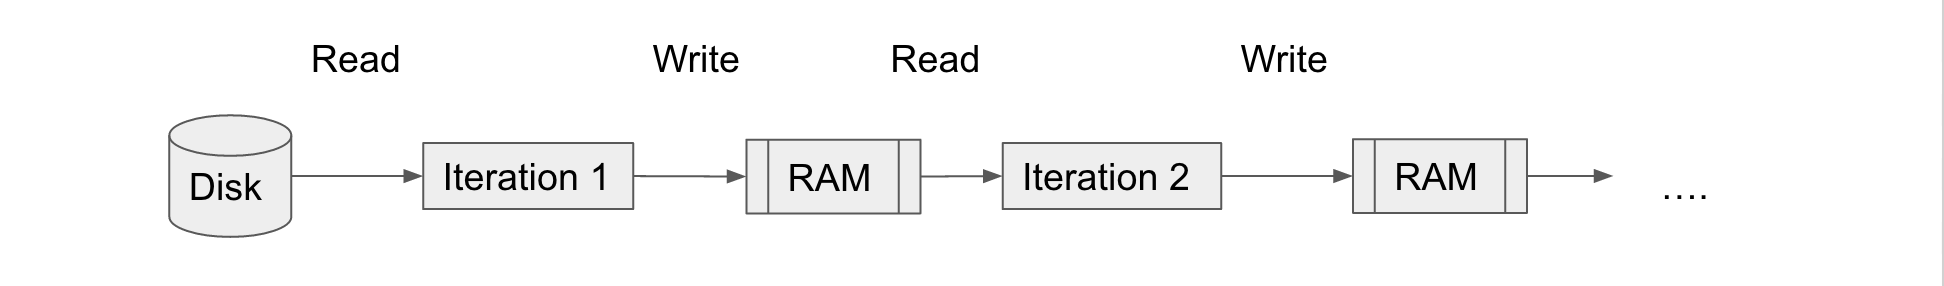 Read Write Read Write
Disk Iteration 1 RAM Iteration 2 RAM ....